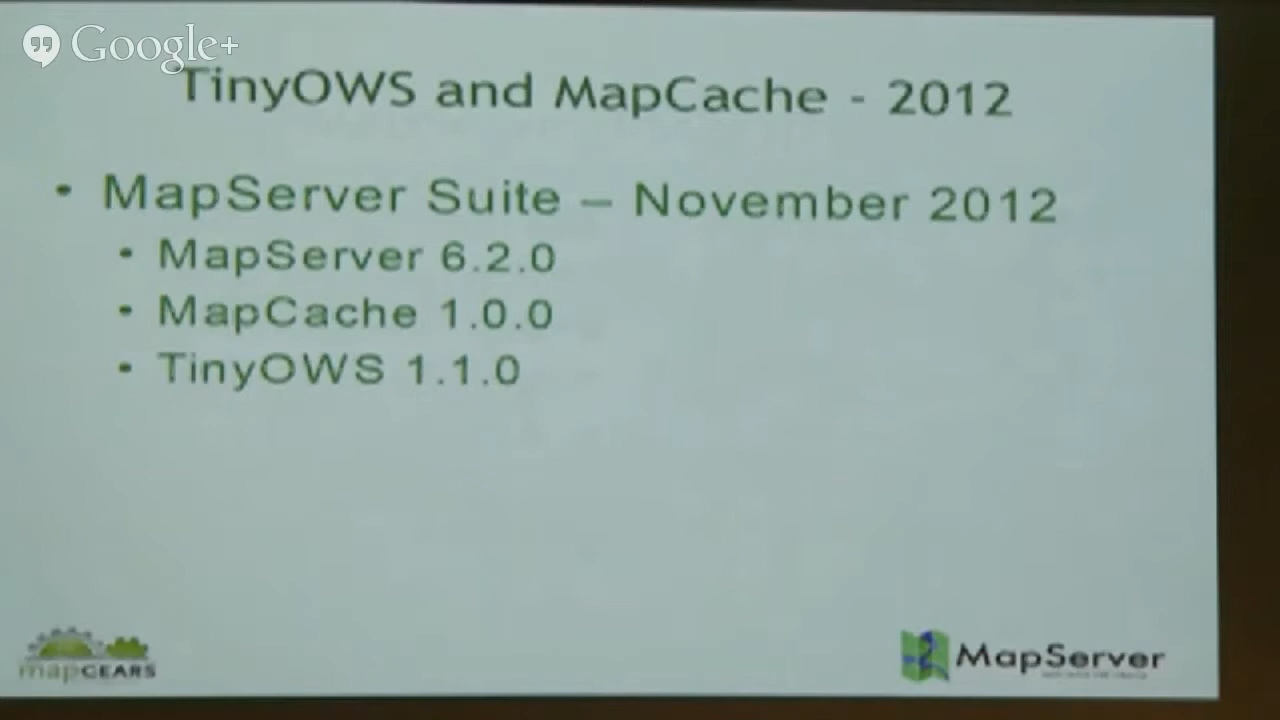 Google+
TinyOWS and MapCache - 2012
• MapServer Suite – November 2012
• MapServer 6.2.0
• MapCache 1.0.0
• TinyOWS 1.1.0
mapGEARS
MapServer